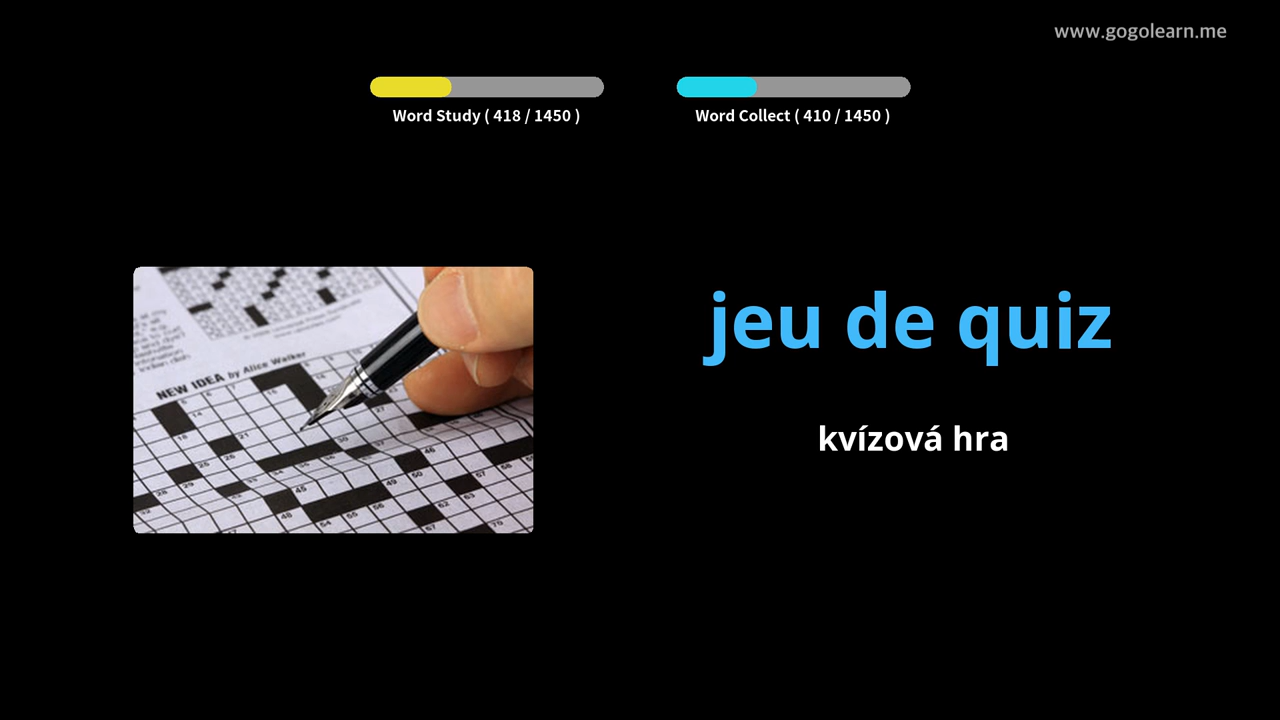 www.gogolearn.me
Word Study ( 418 / 1450 )
Word Collect ( 410 / 1450 )
NEW IDEA by Alice Walker
jeu de quiz
kvízová hra